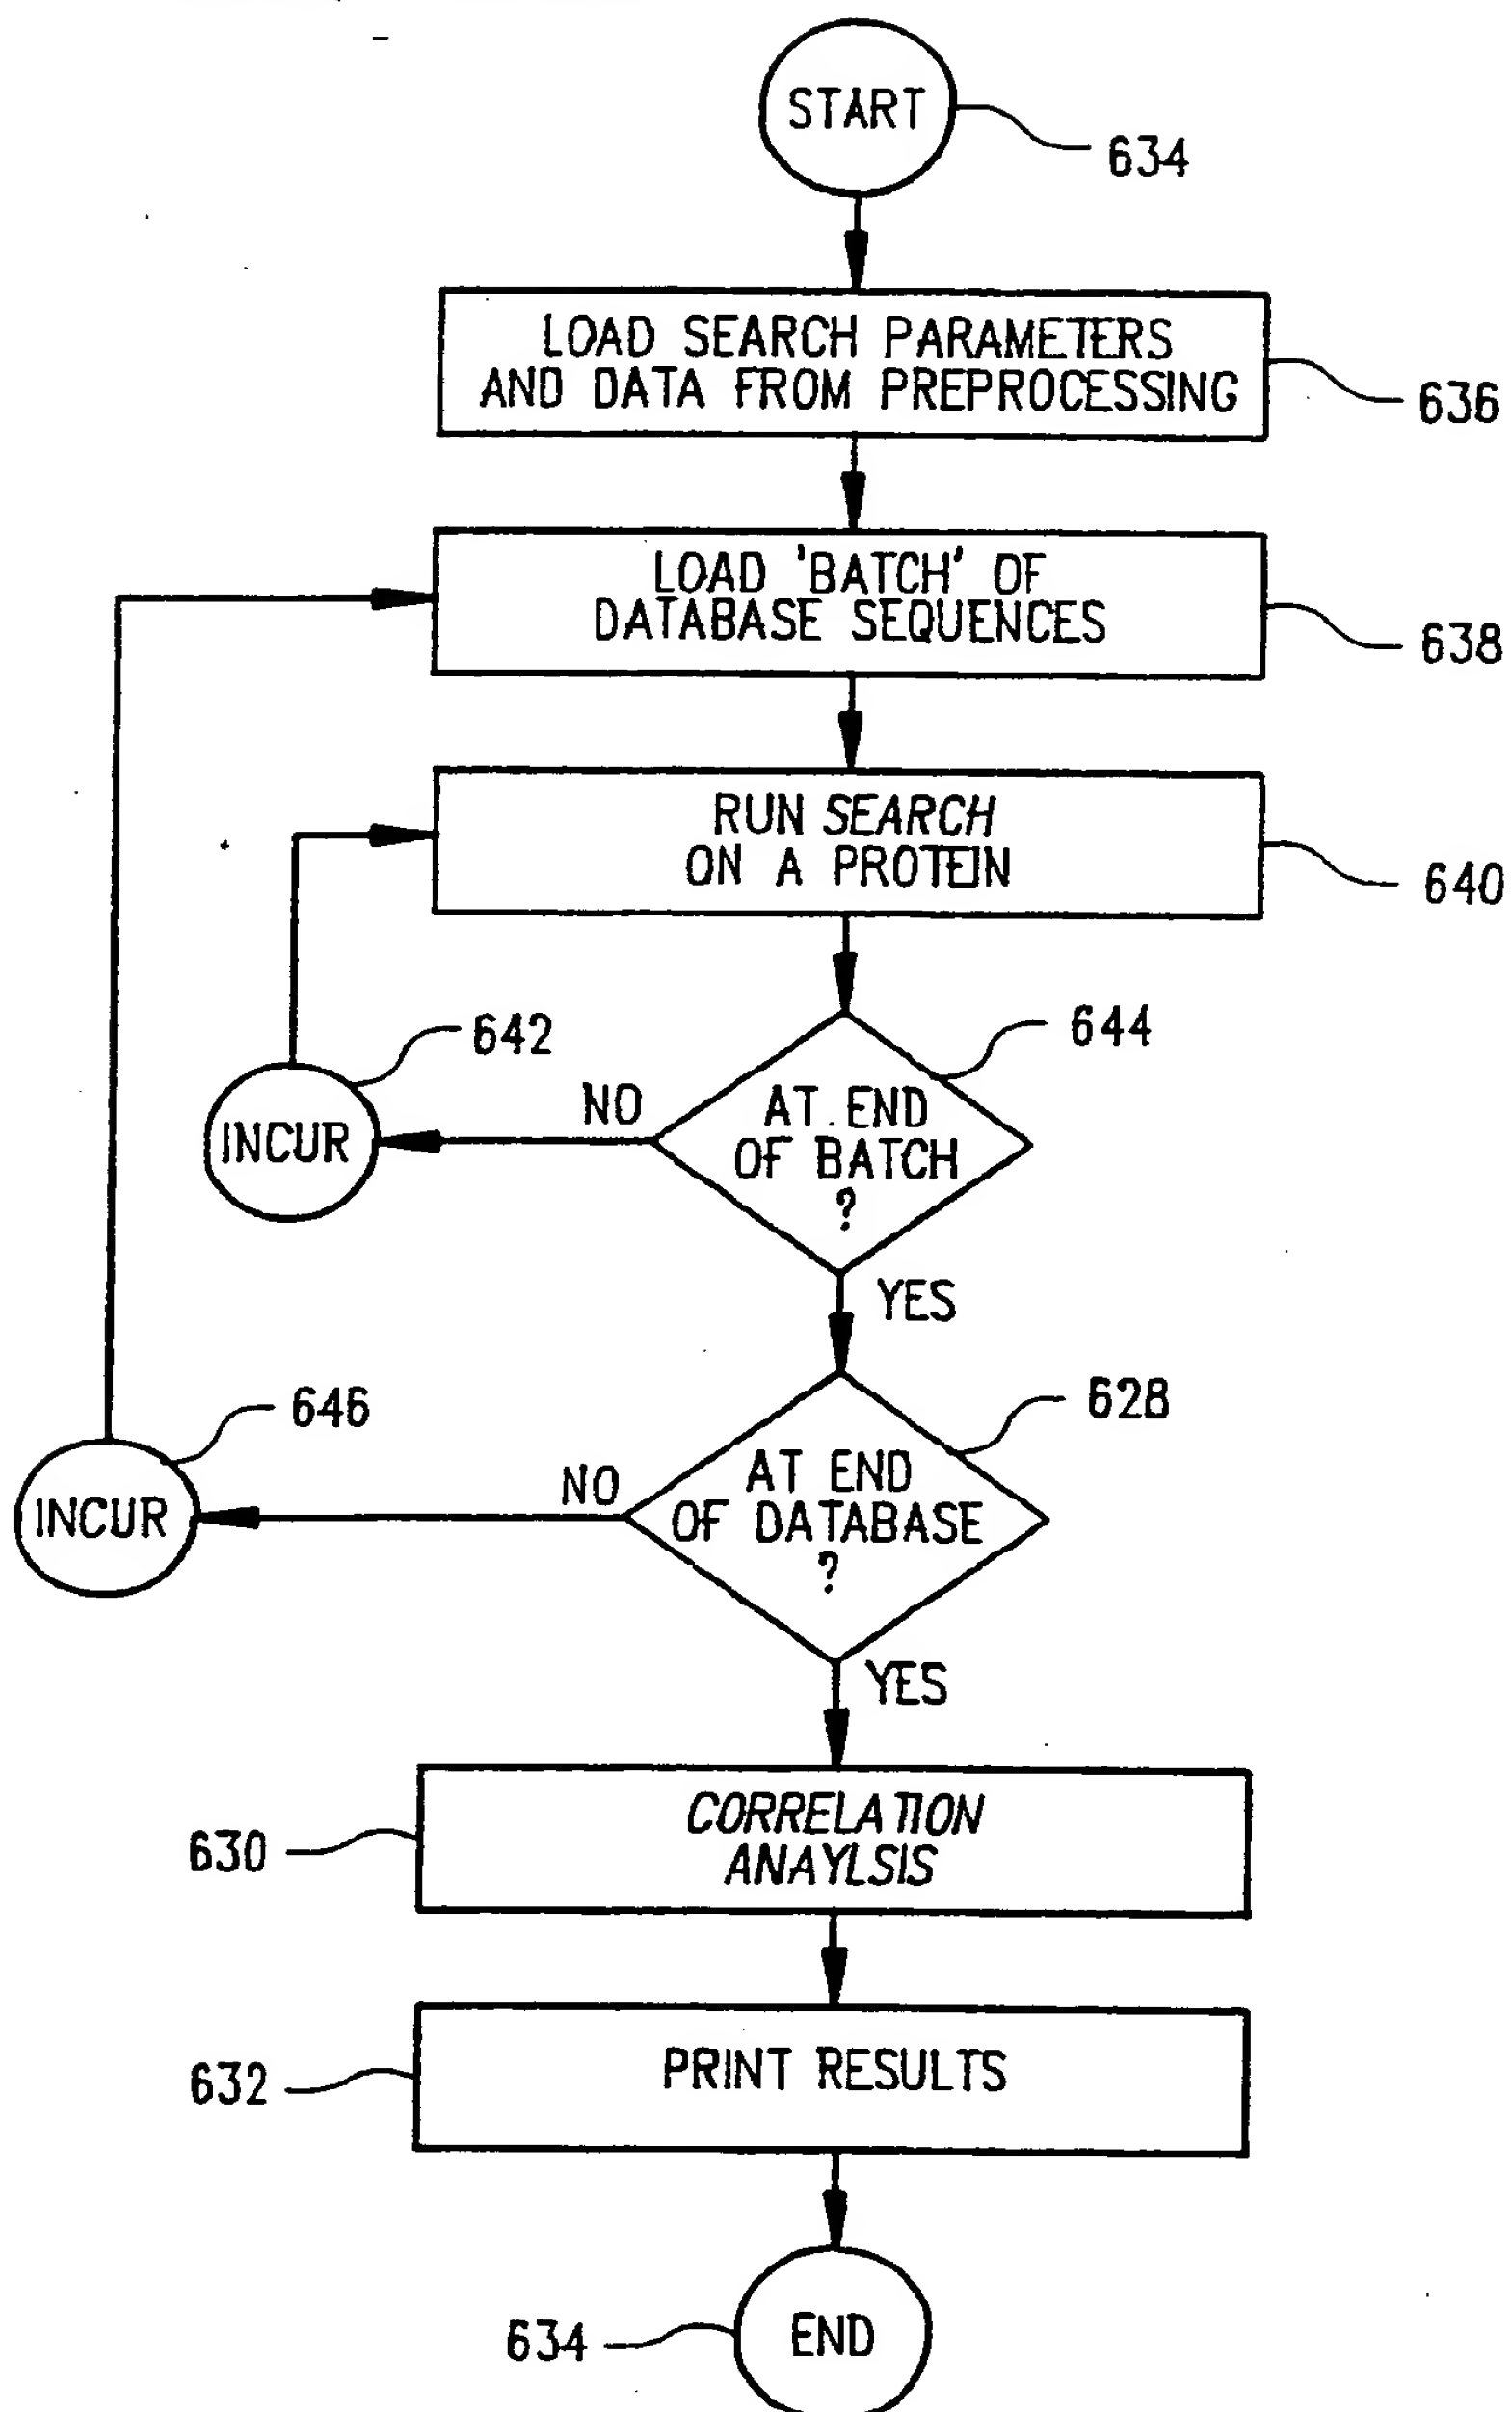 START
634
LOAD SEARCH PARAMETERS
AND DATA FROM PREPROCESSING
636
LOAD 'BATCH' OF
DATABASE SEQUENCES
638
RUN SEARCH
ON A PROTEIN
640
642
644
INCUR
NO
AT END
OF BATCH
?
YES
646
628
INCUR
NO
AT END
OF DATABASE
?
YES
630
CORRELATION
ANAYLSIS
632
PRINT RESULTS
634
END